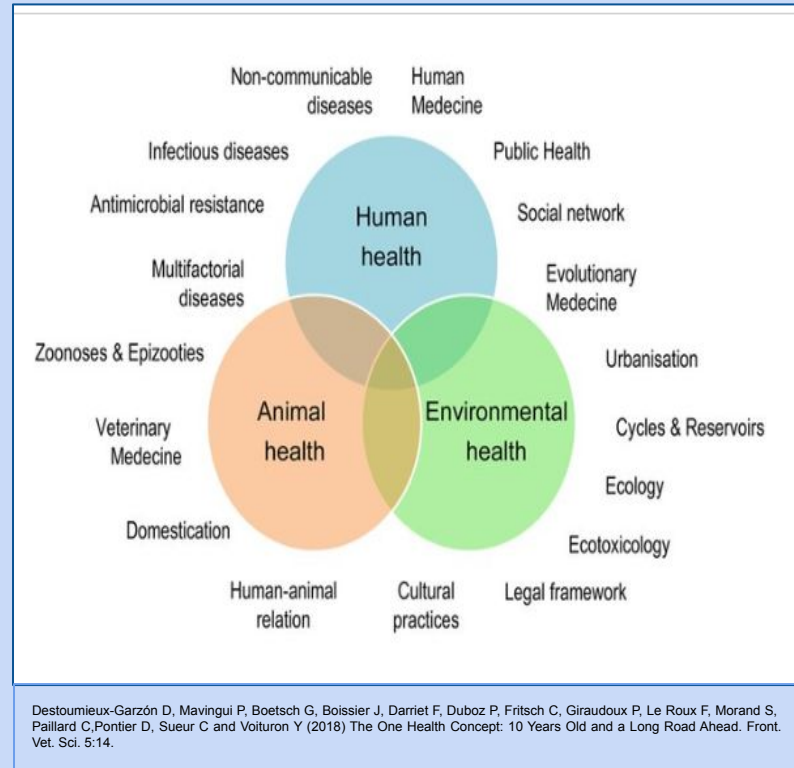 Non-communicable
diseases
Human
Medecine
Infectious diseases
Public Health
Antimicrobial resistance
Social network
Human
health
Multifactorial
diseases
Evolutionary
Medecine
Zoonoses & Epizooties
Urbanisation
Animal
health
Environmental
health
Veterinary
Medecine
Cycles & Reservoirs
Ecology
Domestication
Ecotoxicology
Human-animal
relation
Cultural
practices
Legal framework
Destoumieux-Garzón D, Mavingui P, Boetsch G, Boissier J, Darriet F, Duboz P, Fritsch C, Giraudoux P, Le Roux F, Morand S,
Paillard C,Pontier D, Sueur C and Voituron Y (2018) The One Health Concept: 10 Years Old and a Long Road Ahead. Front.
Vet. Sci. 5:14.